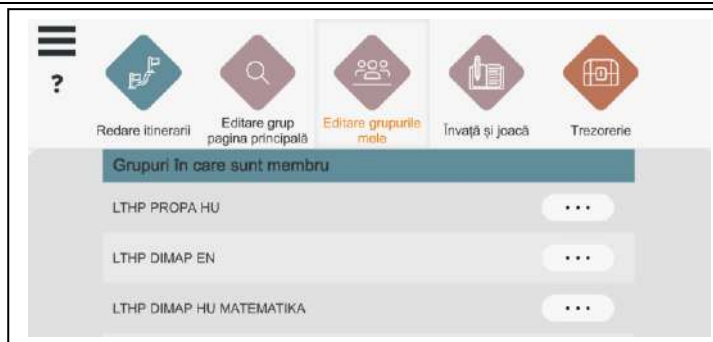 ?
Redare itinerarii
Editare grup
pagina principală
Editare grupurile
mele
Învață și joacă
Trezorerie
Grupuri în care sunt membru
LTHP PROPA HU
LTHP DIMAP EN
LTHP DIMAP HU MATEMATIKA